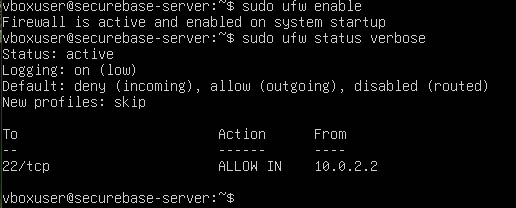 vboxuser@securebase-server:~$ sudo ufw enable
Firewall is active and enabled on system startup
vboxuser@securebase-server:~$ sudo ufw status verbose
Status: active
Logging: on (low)
Default: deny (incoming), allow (outgoing), disabled (routed)
New profiles: skip

To                         Action      From
--                         ------      ----
22/tcp                     ALLOW IN    10.0.2.2

vboxuser@securebase-server:~$